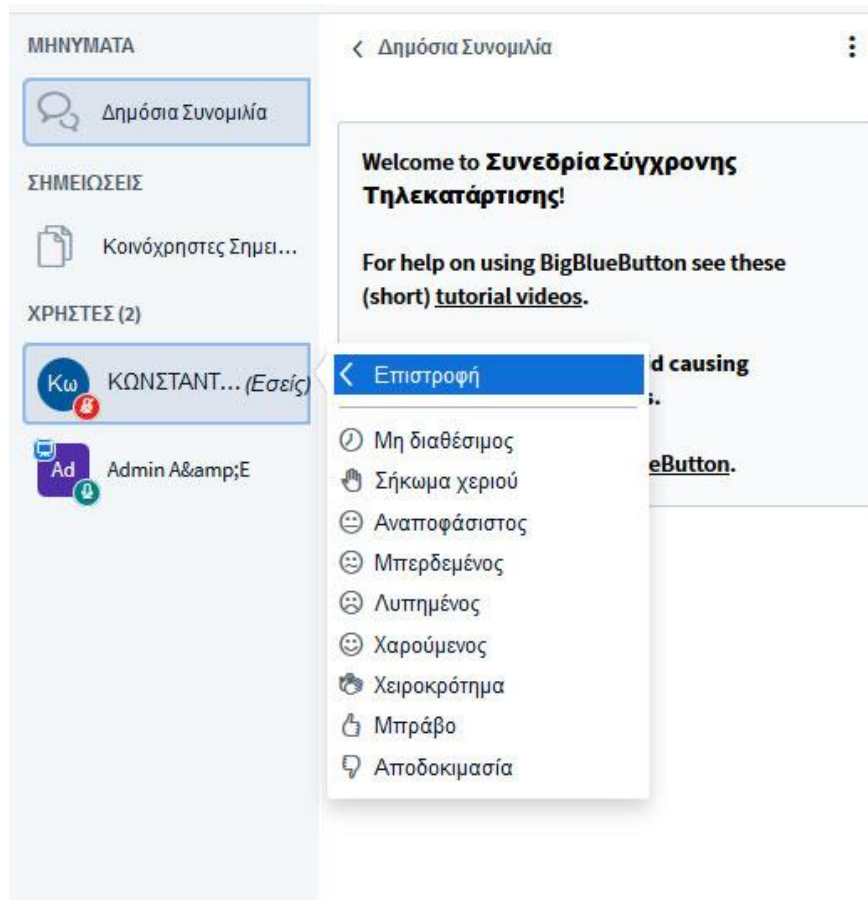 ΜΗΝΥΜΑΤΑ
Δημόσια Συνομιλία
ΣΗΜΕΙΩΣΕΙΣ
Κοινόχρηστες Σημει...
ΧΡΗΣΤΕΣ (2)
Κω
ΚΩΝΣΤΑΝΤ... (Εσείς)
Ad
Admin A&amp;E
Δημόσια Συνομιλία
Welcome to Συνεδρία Σύγχρονης
Τηλεκατάρτισης!
For help on using BigBlueButton see these
(short) tutorial videos.
d causing
s.
eButton.
Επιστροφή
Μη διαθέσιμος
Σήκωμα χεριού
Αναποφάσιστος
Μπερδεμένος
Λυπημένος
Χαρούμενος
Χειροκρότημα
Μπράβο
Αποδοκιμασία